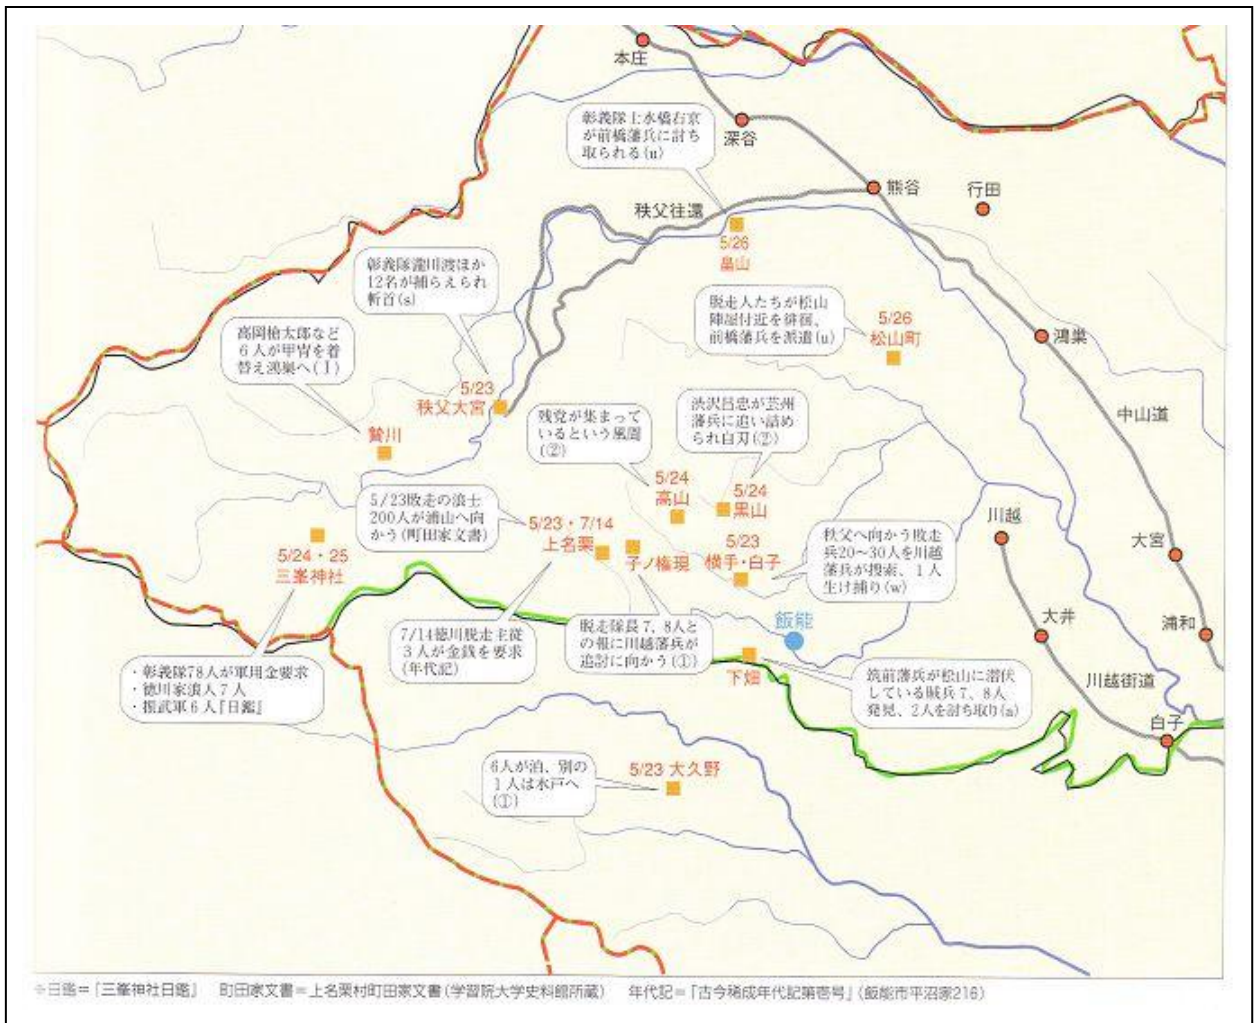 本庄
深谷
熊谷
行田
彰義隊士水橋右京
が前橋藩兵に討ち
取られる(u)
秩父往還
5/26
畠山
彰義隊瀧川渡ほか
12名が捕らえられ
斬首(s)
脱走人たちが松山
陣屋付近を徘徊、
前橋藩兵を派遣(u)
5/26
松山町
鴻巣
高岡槍太郎など
6人が甲冑を着
替え鴻巣へ(I)
5/23
秩父大宮
中山道
贄川
残党が集まって
いるという風聞
(②)
渋沢昌忠が芸州
藩兵に追い詰め
られ自刃(②)
5/24
高山
5/24
黒山
5/23敗走の浪士
200人が浦山へ向
かう(町田家文書)
5/23・7/14
上名栗
子ノ権現
5/23
横手・白子
秩父へ向かう敗走
兵20〜30人を川越
藩兵が捜索、1人
生け捕り(w)
川越
大宮
5/24・25
三峯神社
大井
浦和
飯能
7/14徳川脱走主従
3人が金銭を要求
(年代記)
脱走隊長7、8人と
の報に川越藩兵が
追討に向かう(①)
下畑
筑前藩兵が松山に潜伏
している賊兵7、8人
発見、2人を討ち取り(a)
川越街道
白子
・彰義隊78人が軍用金要求
・徳川家浪人7人
・振武軍6人『日鑑』
6人が泊、別の
1人は水戸へ
(①)
5/23 大久野
※日鑑=『三峯神社日鑑』　町田家文書=上名栗村町田家文書(学習院大学史料館所蔵)　年代記=「古今稀成年代記第壱号」(飯能市平沼家216)